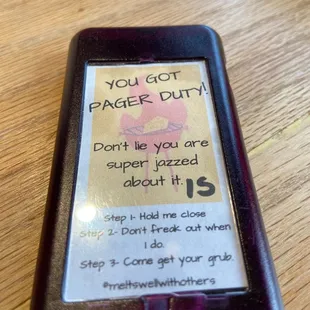 YOU GOT
PAGER DUTY!
Don't lie you are
super jazzed
about it.
15
Step 1- Hold me close
Step 2- Don't freak out when
I do.
Step 3- Come get your grub.
#meltswellwithothers